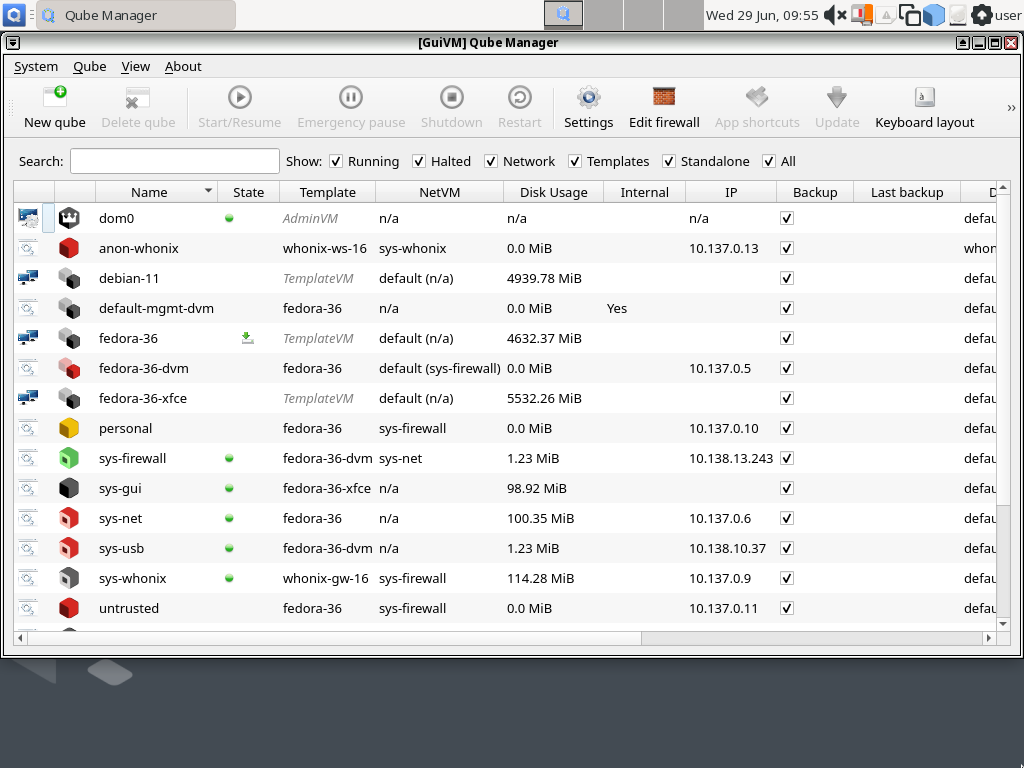 Qube Manager Wed 29 Jun, 09:55 user
[GuiVM] Qube Manager
System Qube View About
New qube Delete qube Start/Resume Emergency pause Shutdown Restart Settings Edit firewall App shortcuts Update Keyboard layout »
Search: Show: Running Halted Network Templates Standalone All
Name State Template NetVM Disk Usage Internal IP Backup Last backup D
dom0 AdminVM n/a n/a n/a defau
anon-whonix whonix-ws-16 sys-whonix 0.0 MiB 10.137.0.13 whon
debian-11 TemplateVM default (n/a) 4939.78 MiB defau
default-mgmt-dvm fedora-36 n/a 0.0 MiB Yes defau
fedora-36 TemplateVM default (n/a) 4632.37 MiB defau
fedora-36-dvm fedora-36 default (sys-firewall) 0.0 MiB 10.137.0.5 defau
fedora-36-xfce TemplateVM default (n/a) 5532.26 MiB defau
personal fedora-36 sys-firewall 0.0 MiB 10.137.0.10 defau
sys-firewall fedora-36-dvm sys-net 1.23 MiB 10.138.13.243 defau
sys-gui fedora-36-xfce n/a 98.92 MiB defau
sys-net fedora-36 n/a 100.35 MiB 10.137.0.6 defau
sys-usb fedora-36-dvm n/a 1.23 MiB 10.138.10.37 defau
sys-whonix whonix-gw-16 sys-firewall 114.28 MiB 10.137.0.9 defau
untrusted fedora-36 sys-firewall 0.0 MiB 10.137.0.11 defau